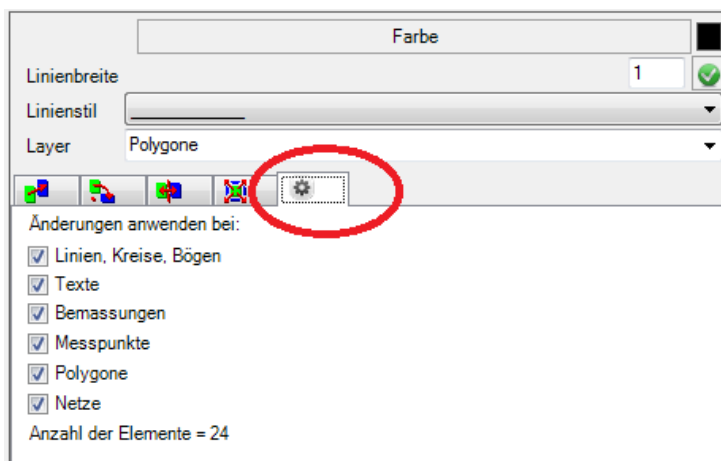 Farbe
Linienbreite 1
Linienstil
Layer Polygone
Änderungen anwenden bei:
Linien, Kreise, Bögen
Texte
Bemassungen
Messpunkte
Polygone
Netze
Anzahl der Elemente = 24